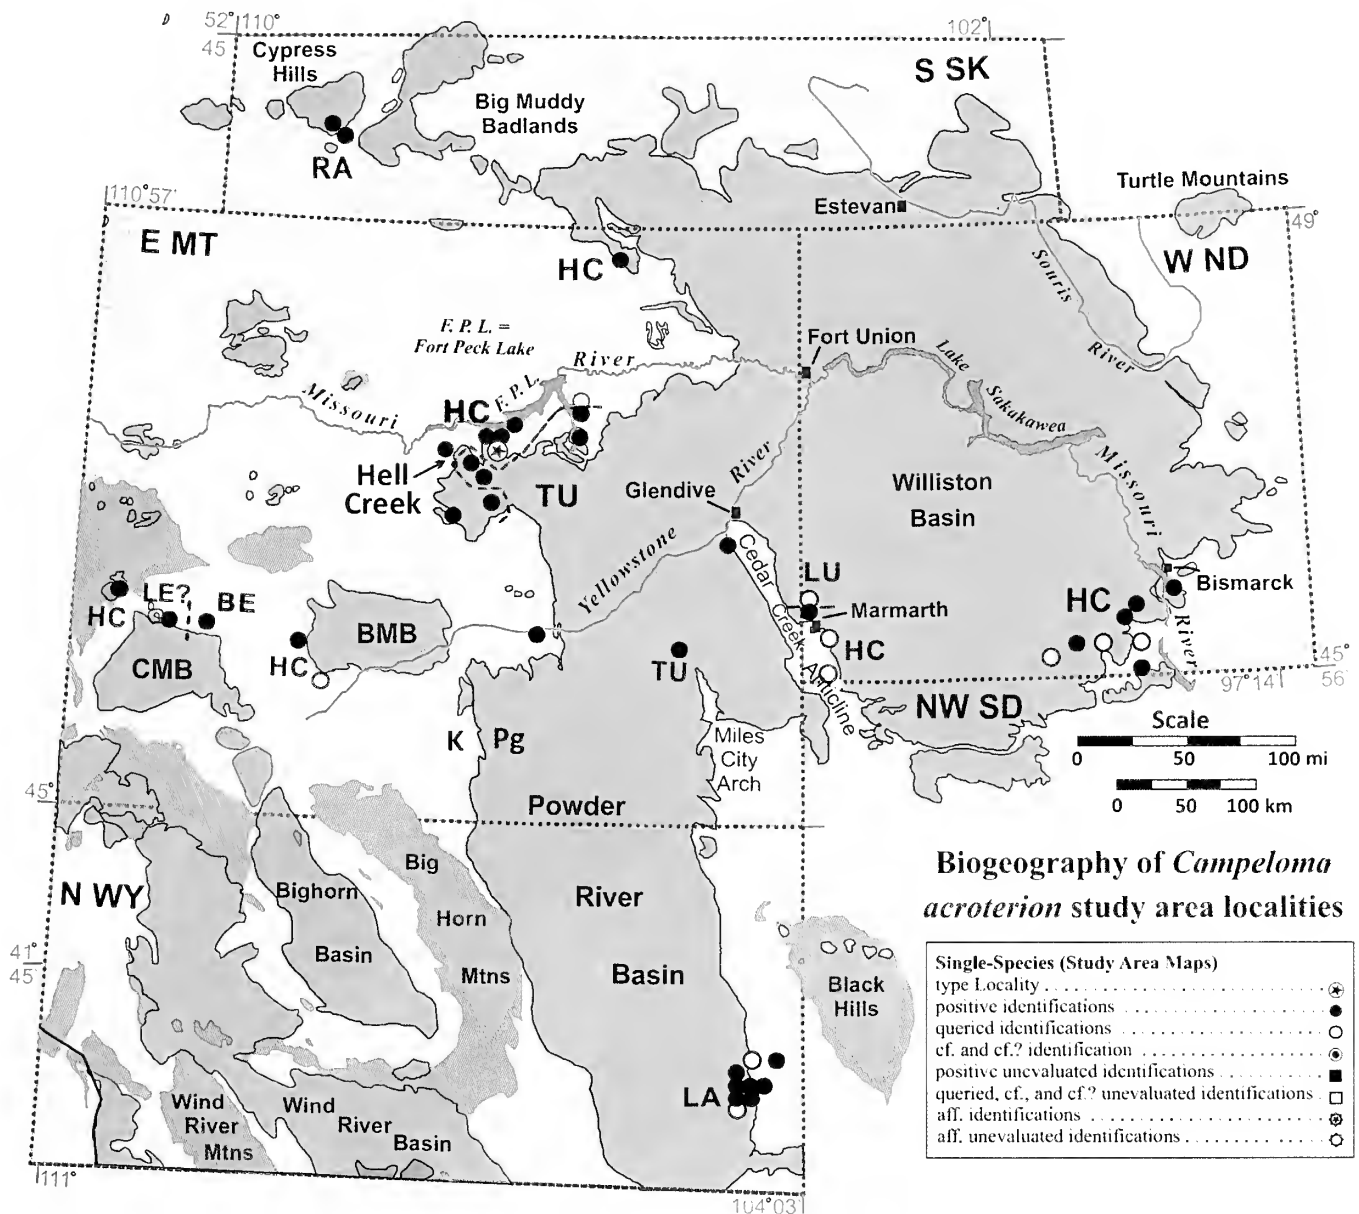 52° 110°
45'
102°
Cypress
Hills
S SK
Big Muddy
Badlands
RA
Turtle Mountains
110°57'
Estevan
49°
E MT
W ND
HC
Souris
River
F. P. L. =
Fort Peck Lake
River
Fort Union
Lake
Sakakawea
Missouri
HC
F. P. L.
Hell
Creek
TU
Glendive
River
Williston
Basin
Missouri
Cedar
Creek
Anticline
Yellowstone
LU
Marmarth
HC
Bismarck
River
LE?
BE
HC
BMB
HC
CMB
TU
HC
45°
56'
97°14'
NW SD
K Pg
Miles
City
Arch
Scale
0 50 100 mi
0 50 100 km
45°
Powder
River
Basin
Big
Horn
Mtns
N WY
Bighorn
Basin
Biogeography of Campeloma
acroterion study area localities
41°
45'
Black
Hills
Single-Species (Study Area Maps)
type Locality
positive identifications
queried identifications
cf. and cf.? identification
positive unevaluated identifications
queried, cf., and cf.? unevaluated identifications
aff. identifications
aff. unevaluated identifications
LA
Wind
River
Mtns
Wind
River
Basin
111°
104°03'